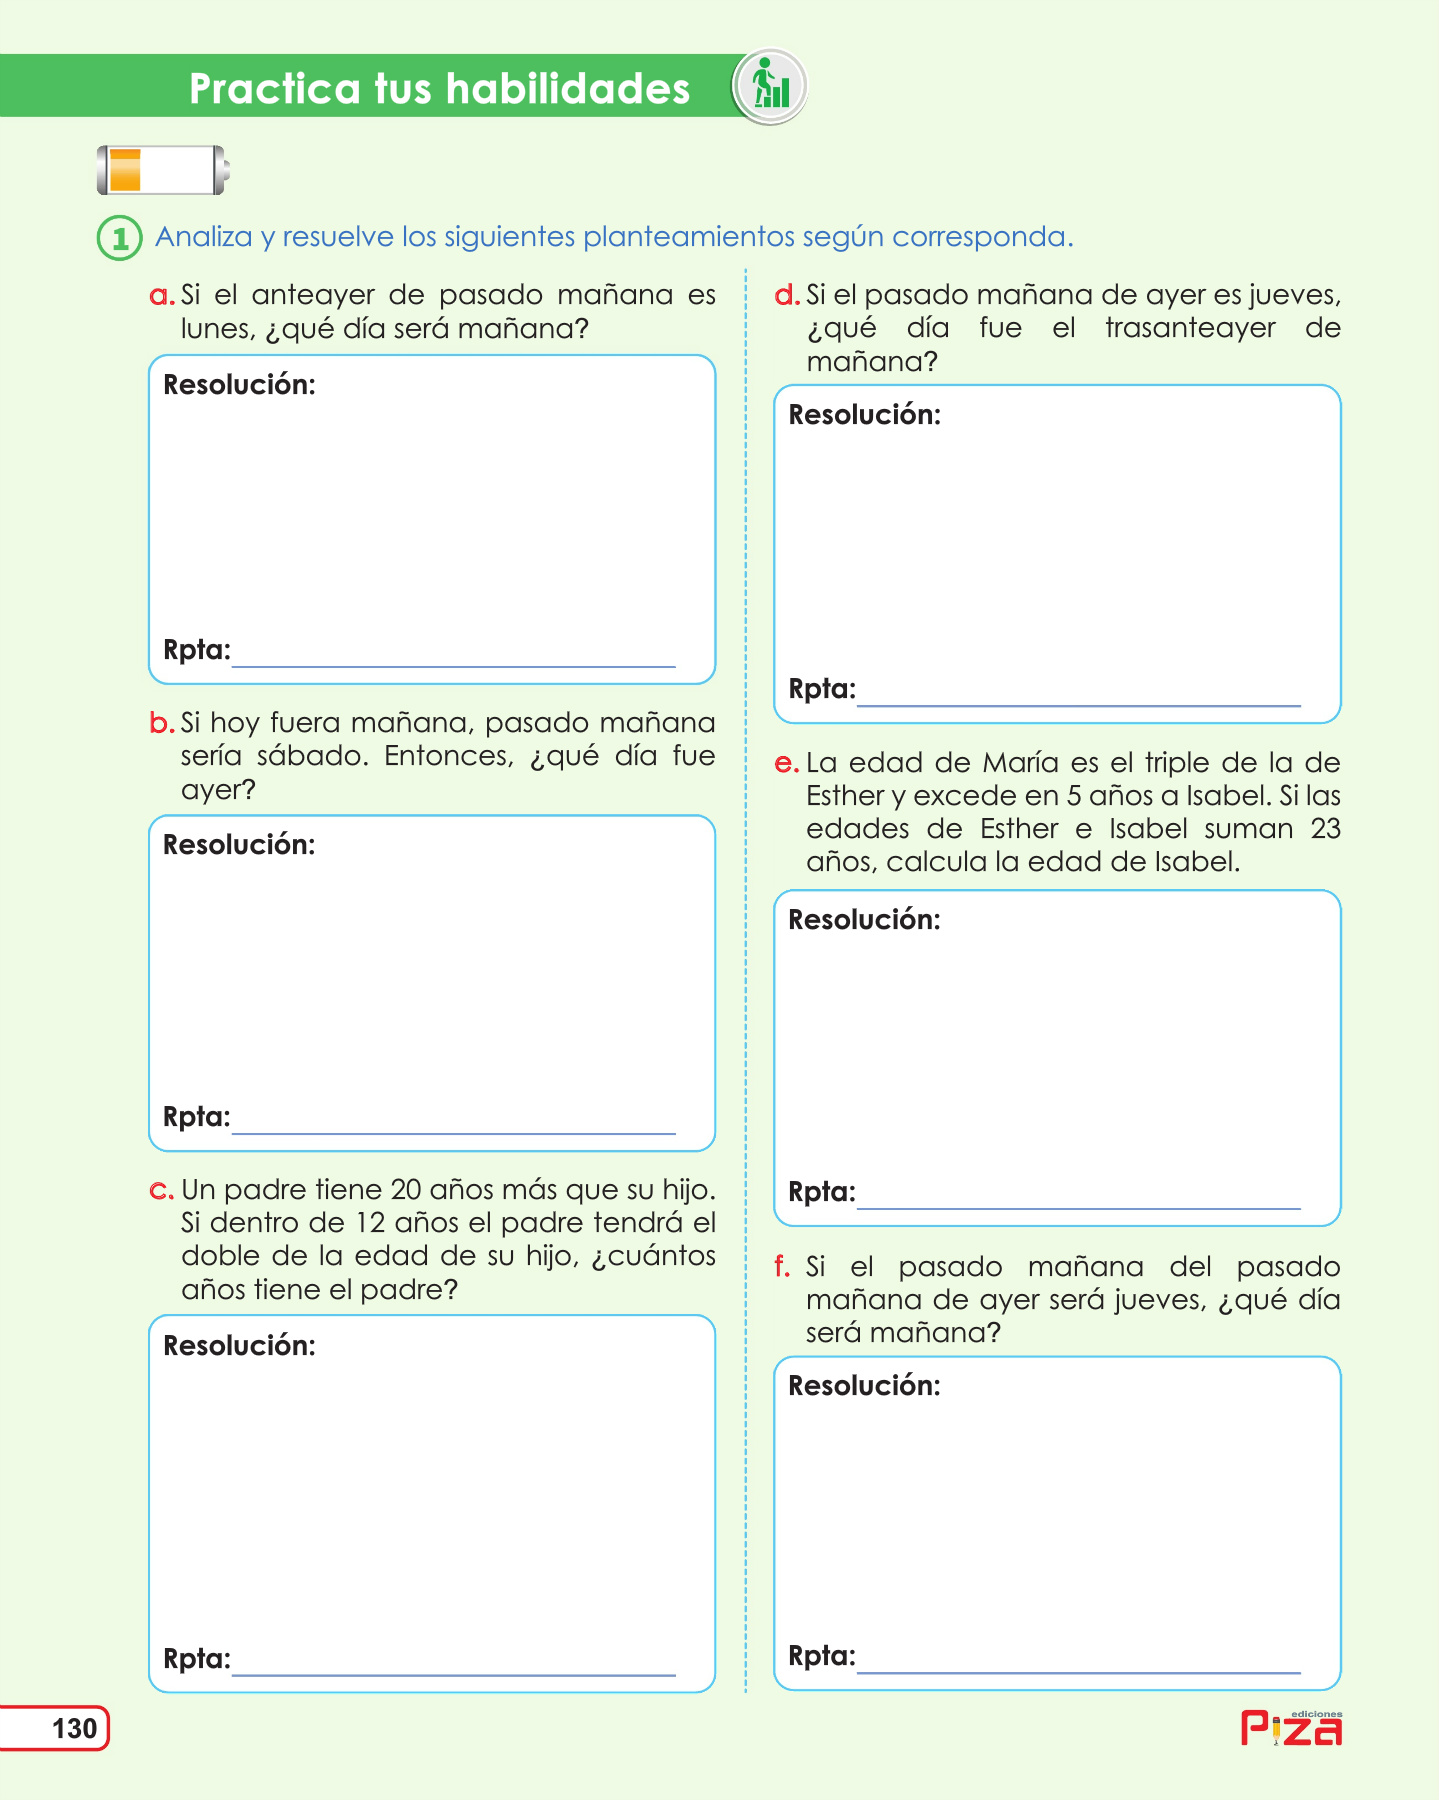 Practica tus habilidades
1 Analiza y resuelve los siguientes planteamientos según corresponda.
a. Si el anteayer de pasado mañana es
lunes, ¿qué día será mañana?
Resolución:
Rpta:
b. Si hoy fuera mañana, pasado mañana
sería sábado. Entonces, ¿qué día fue
ayer?
Resolución:
Rpta:
c. Un padre tiene 20 años más que su hijo.
Si dentro de 12 años el padre tendrá el
doble de la edad de su hijo, ¿cuántos
años tiene el padre?
Resolución:
Rpta:
d. Si el pasado mañana de ayer es jueves,
¿qué día fue el trasanteayer de
mañana?
Resolución:
Rpta:
e. La edad de María es el triple de la de
Esther y excede en 5 años a Isabel. Si las
edades de Esther e Isabel suman 23
años, calcula la edad de Isabel.
Resolución:
Rpta:
f. Si el pasado mañana del pasado
mañana de ayer será jueves, ¿qué día
será mañana?
Resolución:
Rpta:
130
ediciones
Piza